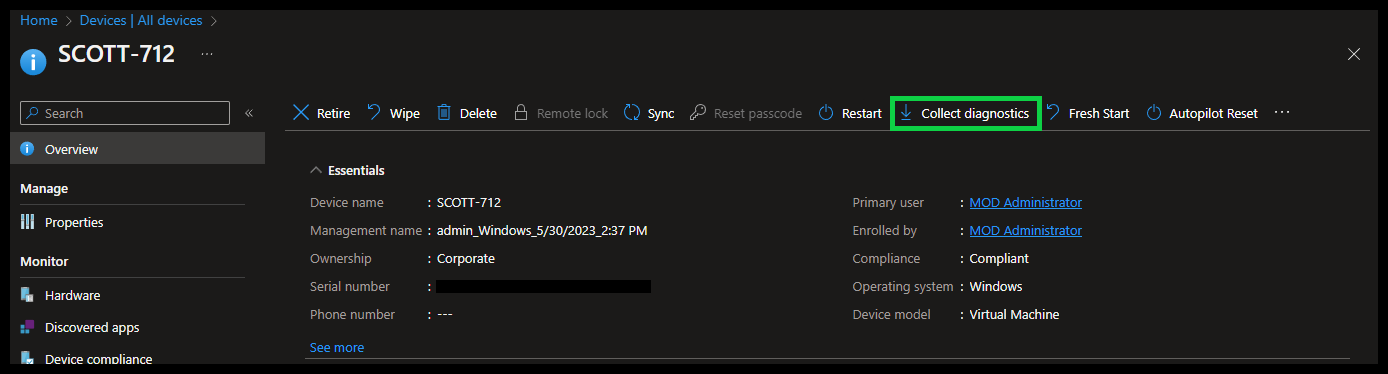 Home > Devices | All devices >
SCOTT-712 ...
Search «
Overview
Manage
Properties
Monitor
Hardware
Discovered apps
Device compliance
Retire Wipe Delete Remote lock Sync Reset passcode Restart Collect diagnostics Fresh Start Autopilot Reset ...
Essentials
Device name : SCOTT-712
Management name : admin_Windows_5/30/2023_2:37 PM
Ownership : Corporate
Serial number :
Phone number : ---
See more
Primary user : MOD Administrator
Enrolled by : MOD Administrator
Compliance : Compliant
Operating system : Windows
Device model : Virtual Machine